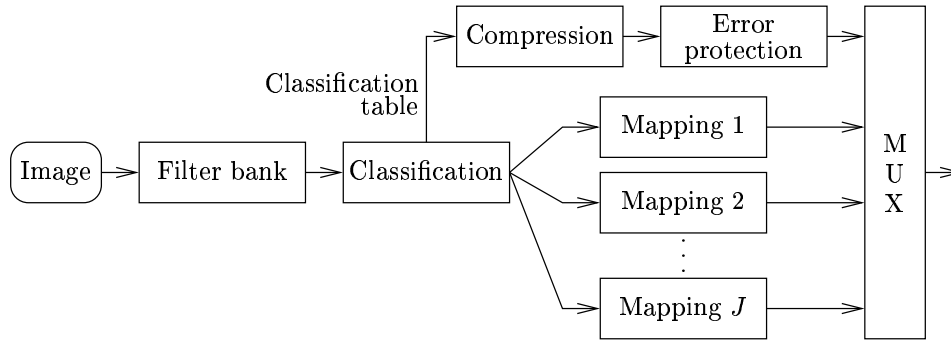 Compression
Error
protection
Classification
table
Mapping 1
Image
Filter bank
Classification
Mapping 2
M
U
X
⋮
Mapping J